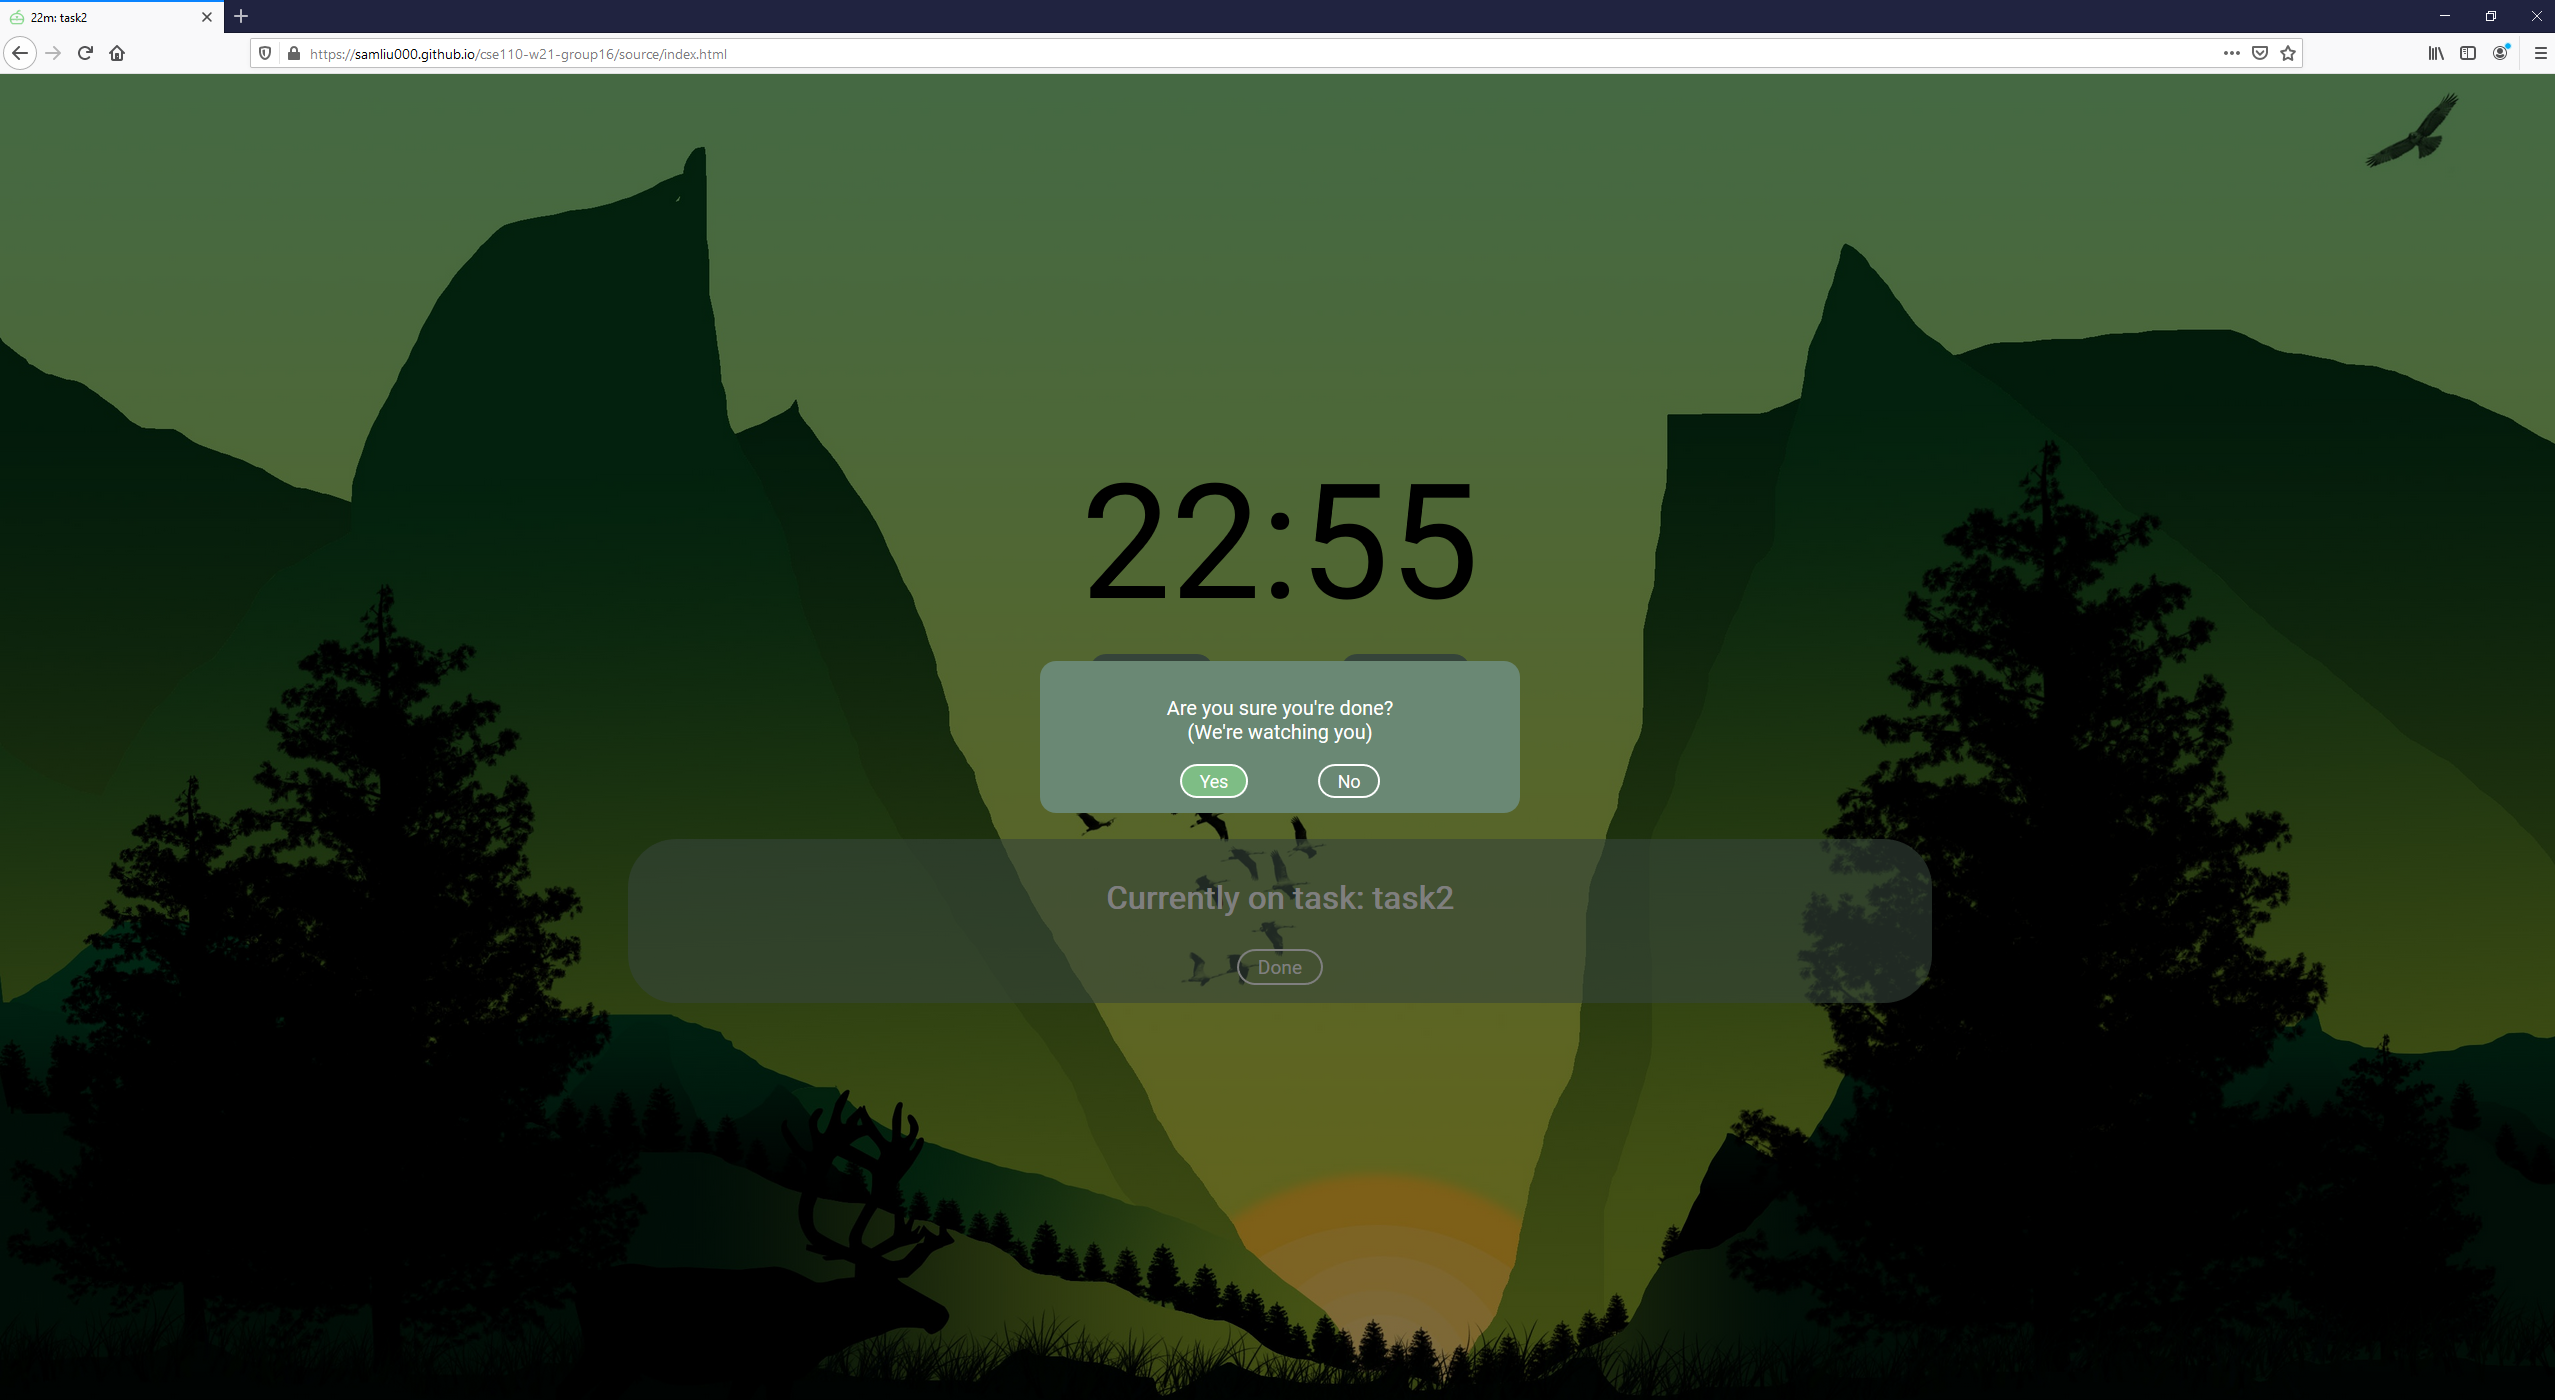 22m: task2
https://samliu000.github.io/cse110-w21-group16/source/index.html
22:55
Are you sure you're done?
(We're watching you)
Yes No
Currently on task: task2
Done